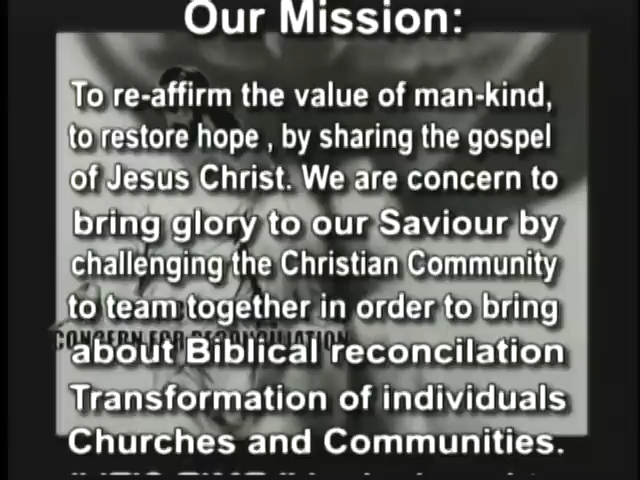 Our Mission:
To re-affirm the value of man-kind,
to restore hope , by sharing the gospel
of Jesus Christ. We are concern to
bring glory to our Saviour by
challenging the Christian Community
to team together in order to bring
CONCERN FOR RECONCILIATION
about Biblical reconcilation
Transformation of individuals
Churches and Communities.